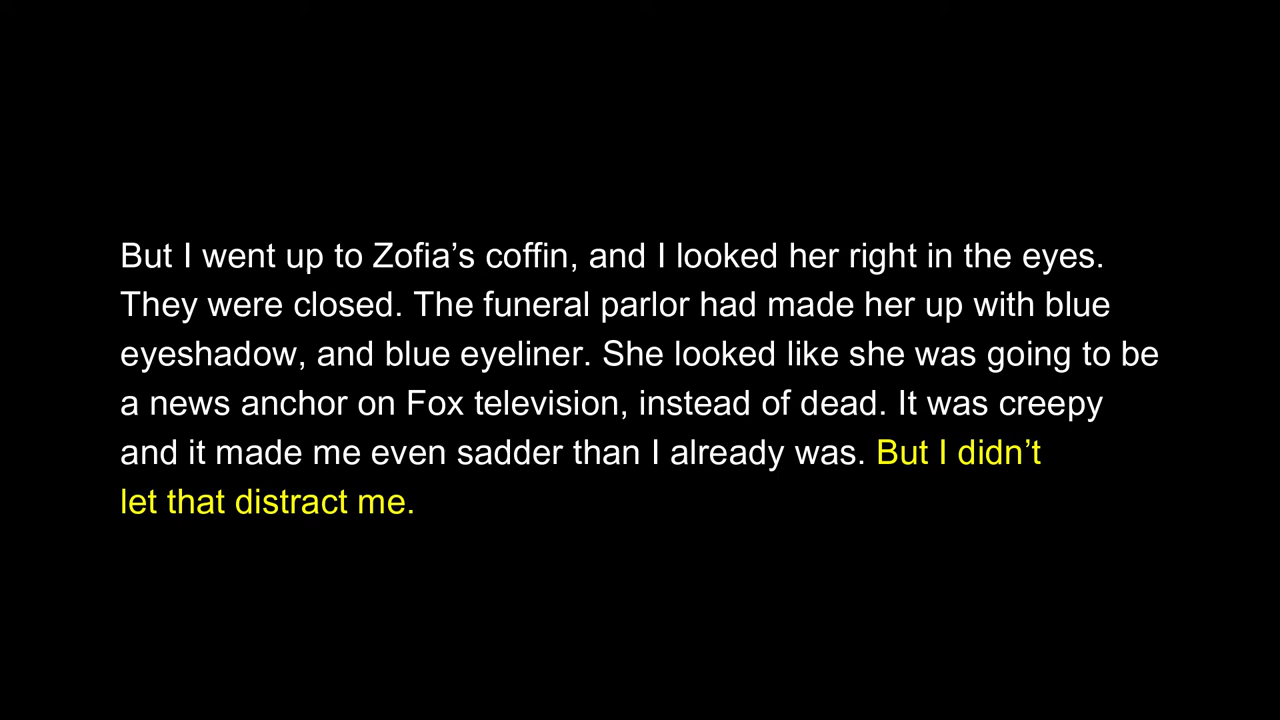 But I went up to Zofia’s coffin, and I looked her right in the eyes.
They were closed. The funeral parlor had made her up with blue
eyeshadow, and blue eyeliner. She looked like she was going to be
a news anchor on Fox television, instead of dead. It was creepy
and it made me even sadder than I already was. But I didn’t
let that distract me.